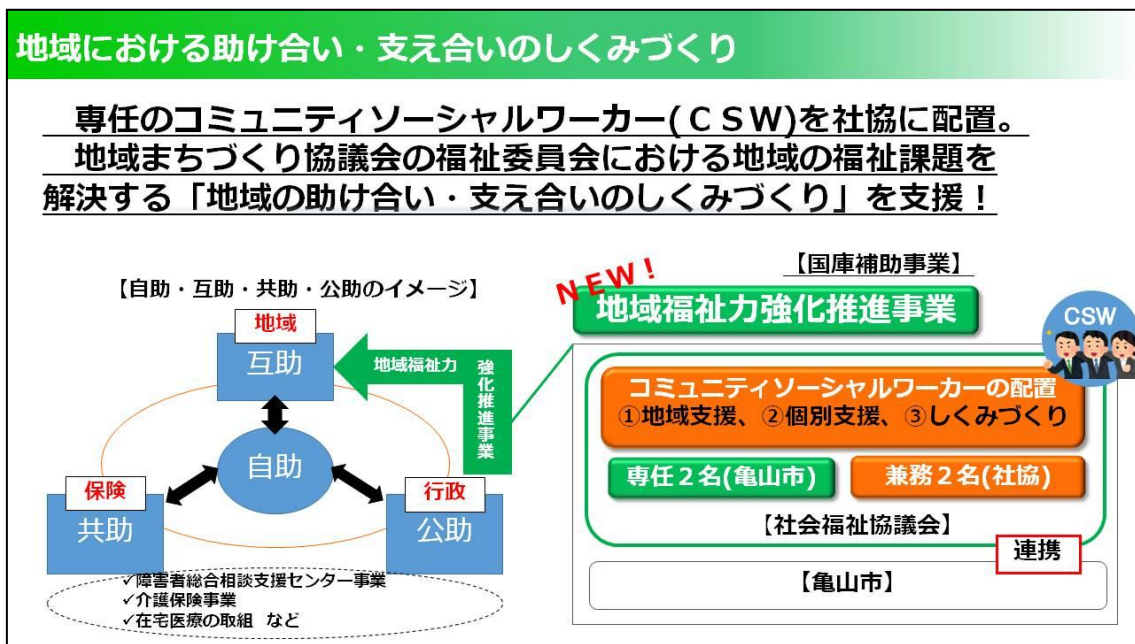 地域における助け合い・支え合いのしくみづくり
専任のコミュニティソーシャルワーカー(ＣＳＷ)を社協に配置。
地域まちづくり協議会の福祉委員会における地域の福祉課題を
解決する「地域の助け合い・支え合いのしくみづくり」を支援！
【自助・互助・共助・公助のイメージ】
地域
互助
自助
保険
共助
行政
公助
地域福祉力
強化推進事業
✓障害者総合相談支援センター事業
✓介護保険事業
✓在宅医療の取組 など
【国庫補助事業】
ＮＥＷ！
地域福祉力強化推進事業
CSW
コミュニティソーシャルワーカーの配置
①地域支援、②個別支援、③しくみづくり
専任２名(亀山市)
兼務２名(社協)
【社会福祉協議会】
連携
【亀山市】